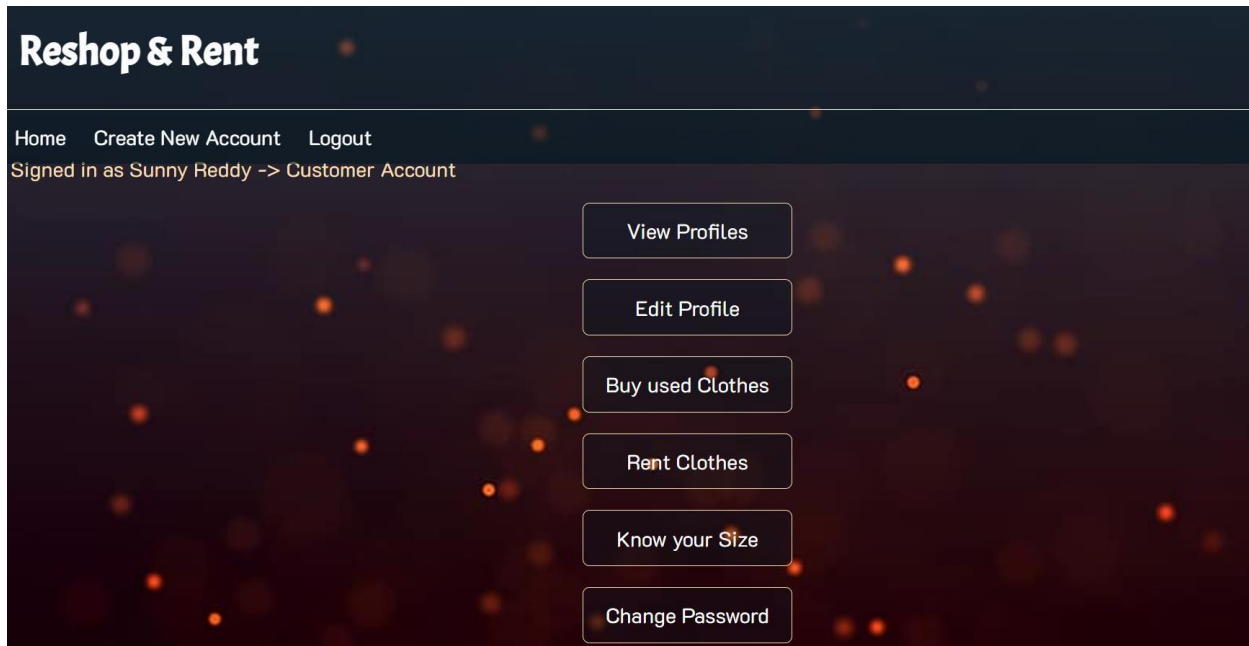 Reshop & Rent
Home Create New Account Logout
Signed in as Sunny Reddy -> Customer Account
View Profiles
Edit Profile
Buy used Clothes
Rent Clothes
Know your Size
Change Password